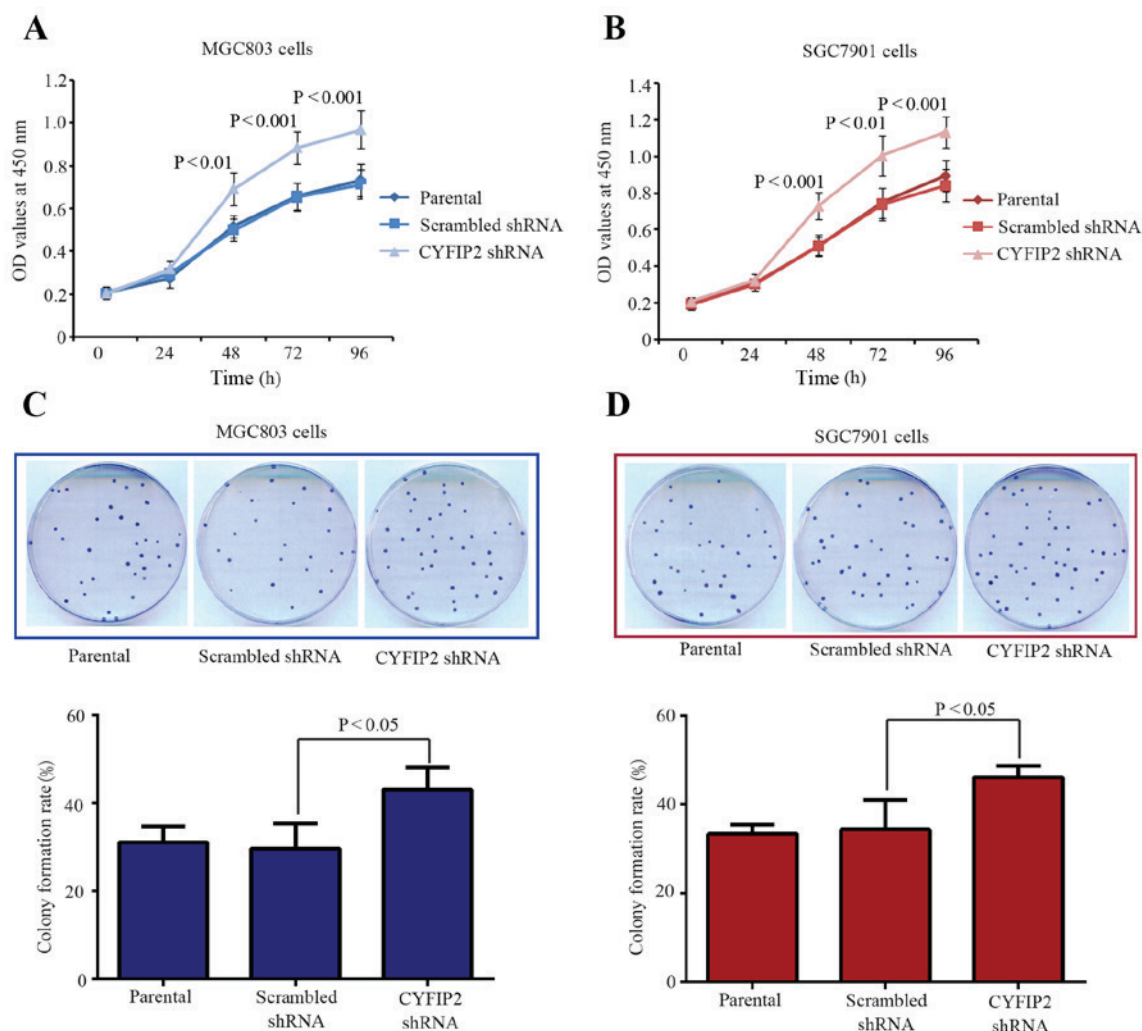 A
MGC803 cells
OD values at 450 nm
1.2
1.0
0.8
0.6
0.4
0.2
0
P<0.01
P<0.001
P<0.001
0 24 48 72 96
Time (h)
Parental
Scrambled shRNA
CYFIP2 shRNA
B
SGC7901 cells
OD values at 450 nm
1.4
1.2
1.0
0.8
0.6
0.4
0.2
0
P<0.001
P<0.01
P<0.001
0 24 48 72 96
Time (h)
Parental
Scrambled shRNA
CYFIP2 shRNA
C
MGC803 cells
Parental Scrambled shRNA CYFIP2 shRNA
Colony formation rate (%)
60
40
20
0
P<0.05
Parental
Scrambled
shRNA
CYFIP2
shRNA
D
SGC7901 cells
Parental Scrambled shRNA CYFIP2 shRNA
Colony formation rate (%)
60
40
20
0
P<0.05
Parental
Scrambled
shRNA
CYFIP2
shRNA